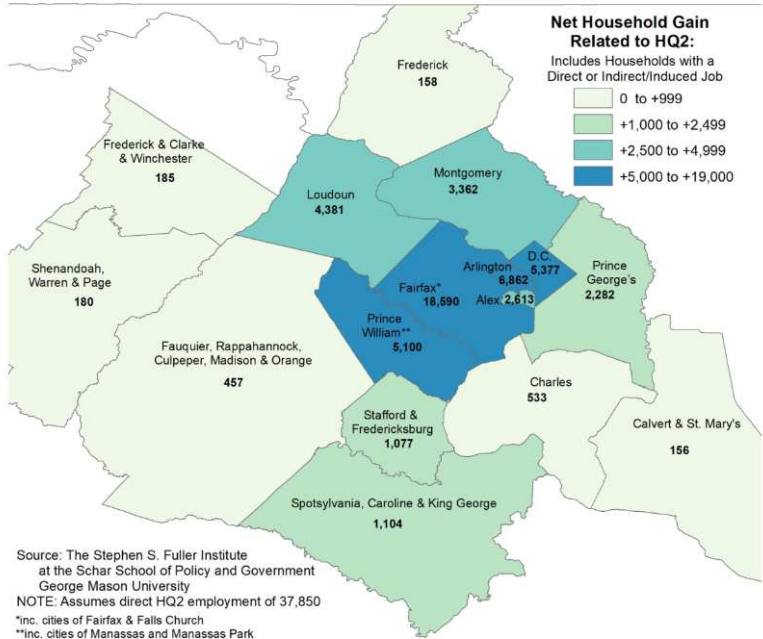 Net Household Gain
Related to HQ2:
Includes Households with a
Direct or Indirect/Induced Job
0 to +999
+1,000 to +2,499
+2,500 to +4,999
+5,000 to +19,000
Frederick
158
Frederick & Clarke
& Winchester
185
Loudoun
4,381
Montgomery
3,362
Shenandoah,
Warren & Page
180
D.C.
5,377
Arlington
6,862
Alex.
2,613
Fairfax*
18,590
Prince
George's
2,282
Prince
William**
5,100
Fauquier, Rappahannock,
Culpeper, Madison & Orange
457
Charles
533
Stafford &
Fredericksburg
1,077
Calvert & St. Mary's
156
Spotsylvania, Caroline & King George
1,104
Source: The Stephen S. Fuller Institute
at the Schar School of Policy and Government
George Mason University
NOTE: Assumes direct HQ2 employment of 37,850
*inc. cities of Fairfax & Falls Church
**inc. cities of Manassas and Manassas Park